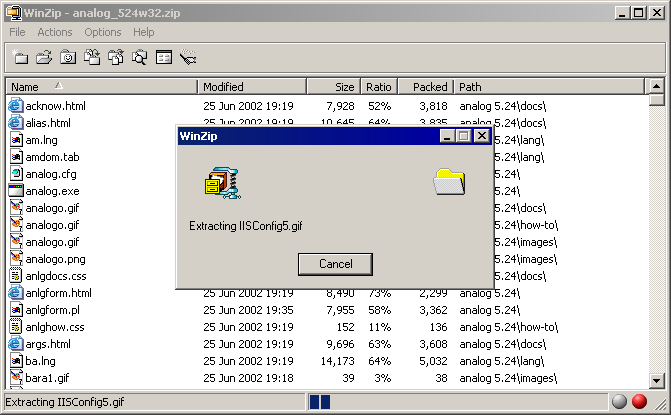 WinZip - analog_524w32.zip
File Actions Options Help
Name Modified Size Ratio Packed Path
acknow.html 25 Jun 2002 19:19 7,928 52% 3,818 analog 5.24\docs\
alias.html 25 Jun 2002 19:19 10,645 64% 3,835 analog 5.24\docs\
am.lng \lang\
amdom.tab \lang\
analog.cfg 5.24\
analog.exe 5.24\
analogo.gif 5.24\docs\
analogo.gif 5.24\how-to\
analogo.gif 5.24\images\
analogo.png 5.24\images\
anlgdocs.css 5.24\docs\
WinZip
Extracting IISConfig5.gif
Cancel
anlgform.html 25 Jun 2002 19:19 8,490 73% 2,299 analog 5.24\
anlgform.pl 25 Jun 2002 19:35 7,955 58% 3,362 analog 5.24\
anlghow.css 25 Jun 2002 19:19 152 11% 136 analog 5.24\how-to\
args.html 25 Jun 2002 19:19 9,696 63% 3,608 analog 5.24\docs\
ba.lng 25 Jun 2002 19:19 14,173 64% 5,032 analog 5.24\lang\
bara1.gif 25 Jun 2002 19:18 39 3% 38 analog 5.24\images\
Extracting IISConfig5.gif